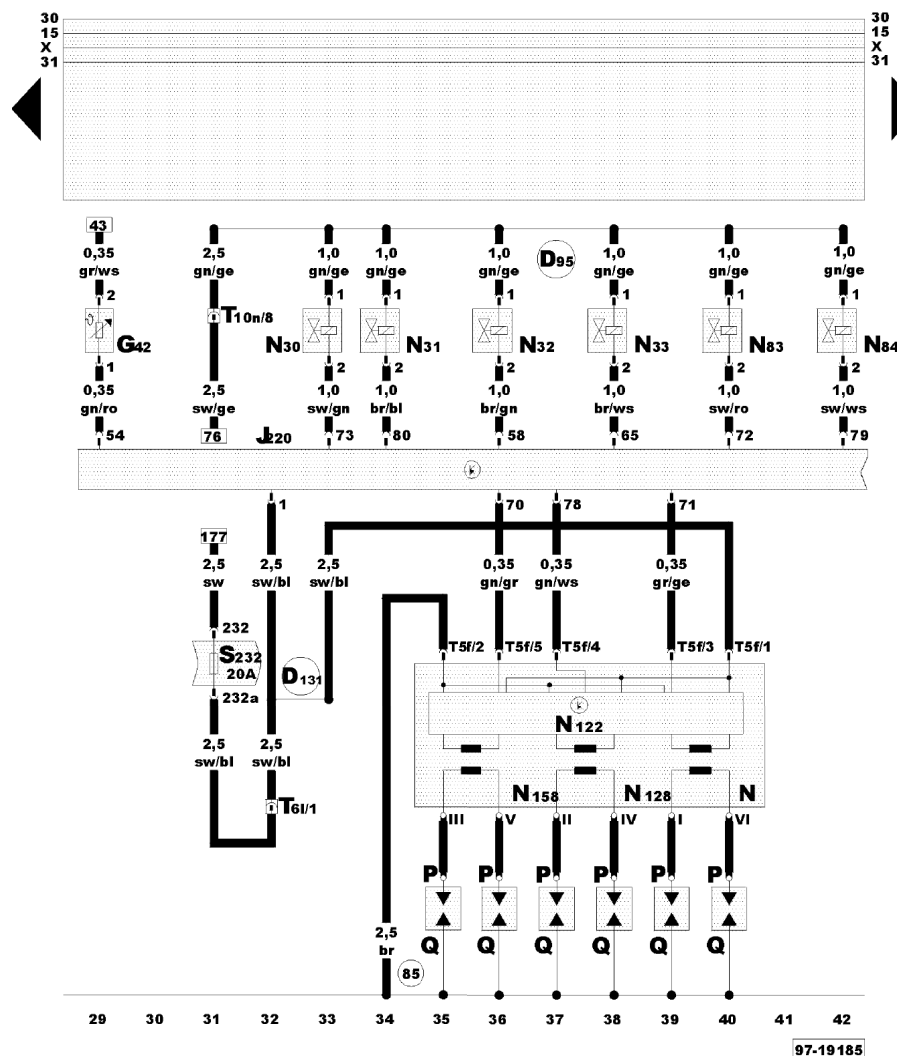 30 30
15 15
X X
31 31
43
0,35 2,5 1,0 1,0 1,0 1,0 1,0 1,0
gr/ws gn/ge gn/ge gn/ge gn/ge gn/ge gn/ge gn/ge
D95
2 1 1 1 1 1 1
T10n/8
G42 N30 N31 N32 N33 N83 N84
1 2 2 2 2 2 2
0,35 2,5 1,0 1,0 1,0 1,0 1,0 1,0
gn/ro sw/ge sw/gn br/bl br/gn br/ws sw/ro sw/ws
54 76 J220 73 80 58 65 72 79
1 70 78 71
177
2,5 2,5 2,5 0,35 0,35 0,35
sw sw/bl sw/bl gn/gr gn/ws gr/ge
232
T5f/2 T5f/5 T5f/4 T5f/3 T5f/1
S232
20A
D131
232a
N122
2,5 2,5
sw/bl sw/bl
N158 N128 N
T6l/1
III V II IV I VI
P P P P P P
Q Q Q Q Q Q
2,5
br
85
29 30 31 32 33 34 35 36 37 38 39 40 41 42
97-19185